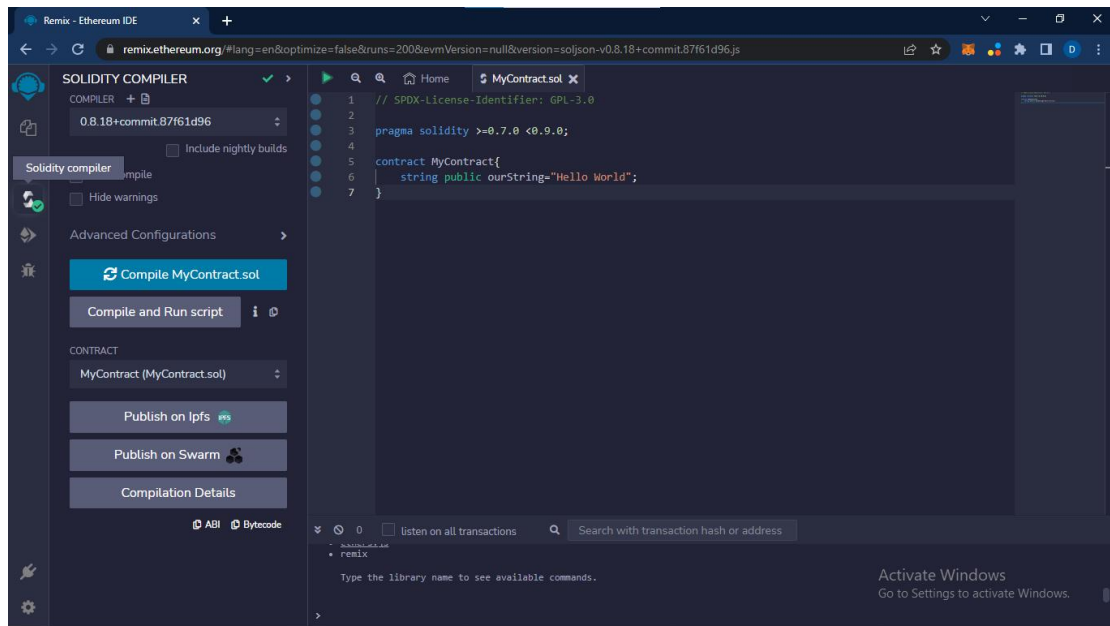 Remix - Ethereum IDE
remix.ethereum.org/#lang=en&optimize=false&runs=200&evmVersion=null&version=soljson-v0.8.18+commit.87f61d96.js
D
SOLIDITY COMPILER
COMPILER
0.8.18+commit.87f61d96
Include nightly builds
Solidity compiler
Hide warnings
Advanced Configurations
Compile MyContract.sol
Compile and Run script
CONTRACT
MyContract (MyContract.sol)
Publish on Ipfs
IPFS
Publish on Swarm
Compilation Details
ABI
Bytecode
Home
MyContract.sol
1 // SPDX-License-Identifier: GPL-3.0
2
3 pragma solidity >=0.7.0 <0.9.0;
4
5 contract MyContract{
6 string public ourString="Hello World";
7 }
0
listen on all transactions
Search with transaction hash or address
remix
Type the library name to see available commands.
>
Activate Windows
Go to Settings to activate Windows.